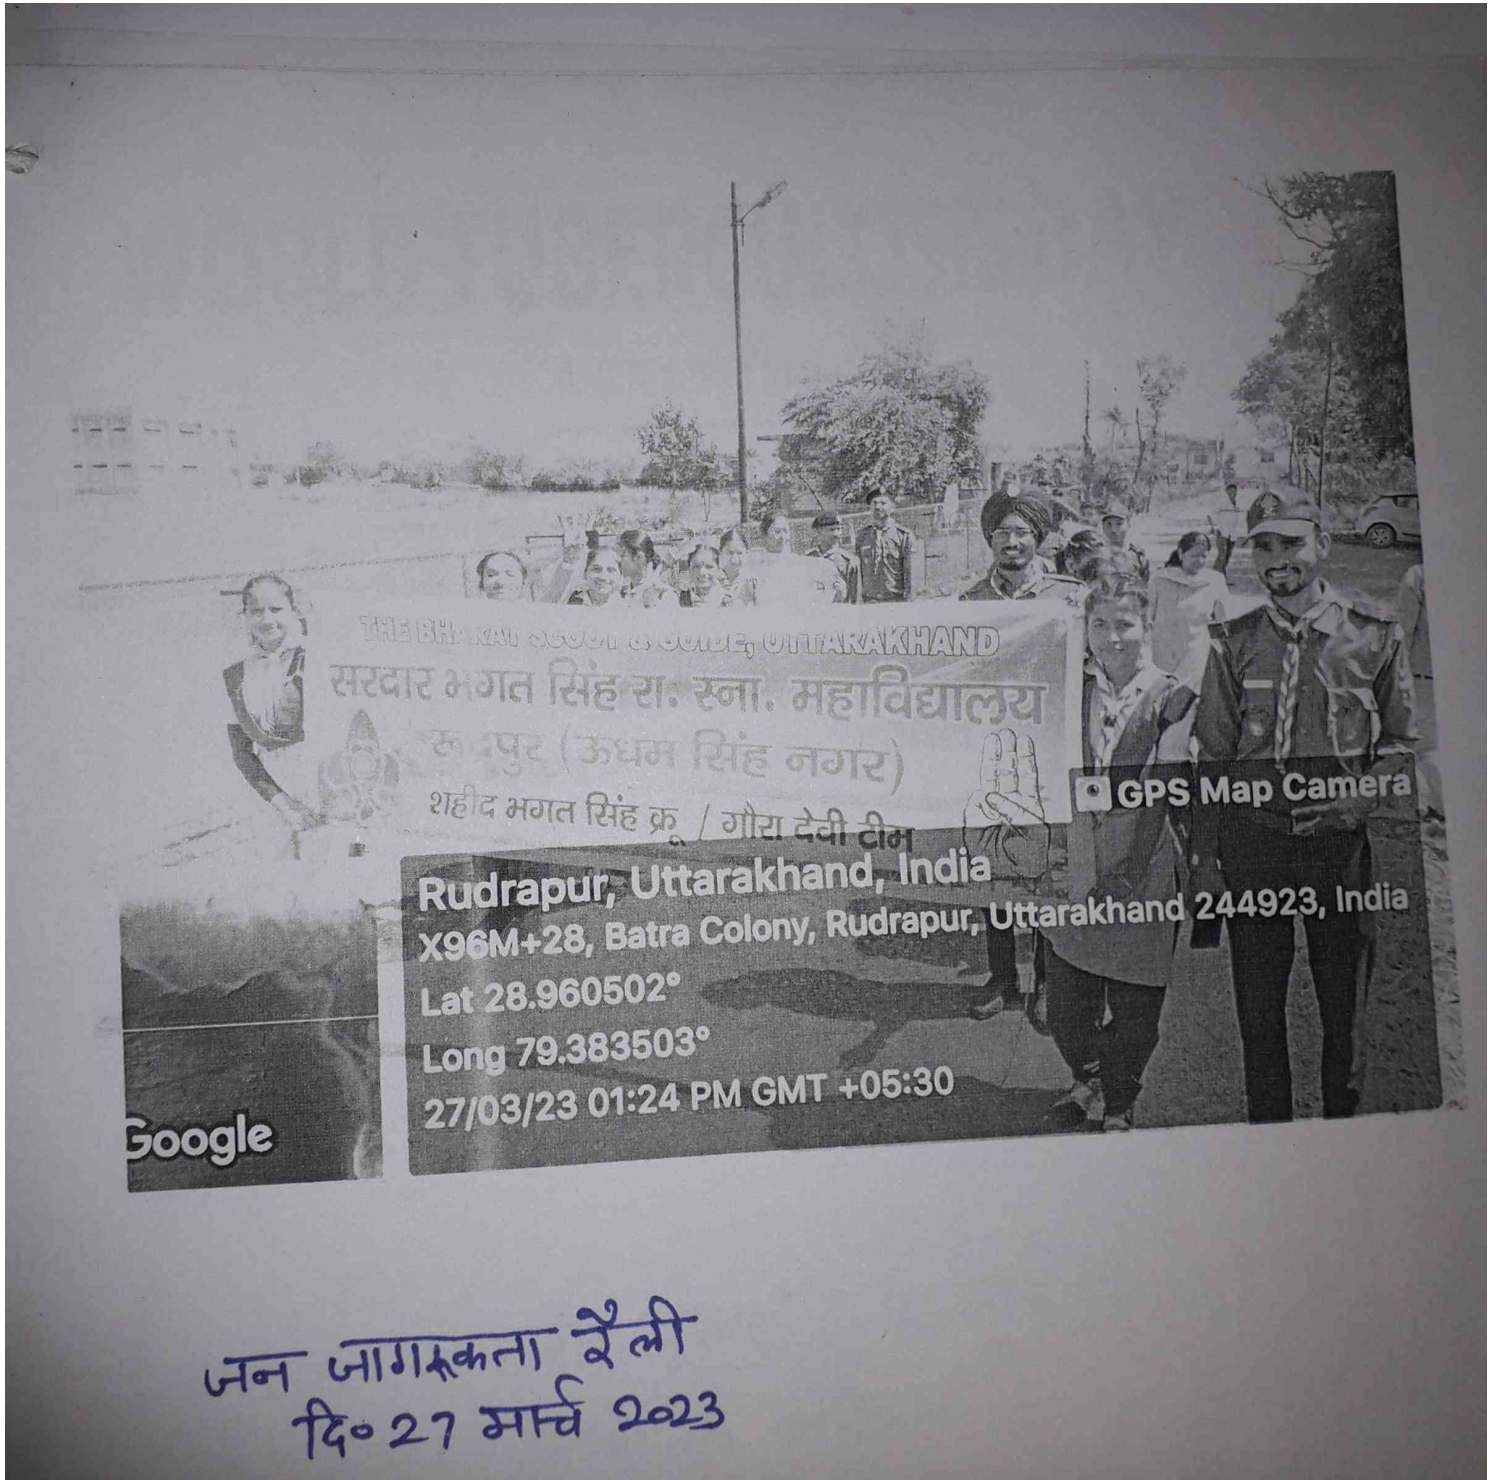 THE BHARAT SCOUT & GUIDE, UTTARAKHAND
सरदार भगत सिंह रा. स्ना. महाविद्यालय
(ऊधम सिंह नगर)
शहीद भगत सिंह क्रू / गौरा देवी टीम
GPS Map Camera
Rudrapur, Uttarakhand, India
X96M+28, Batra Colony, Rudrapur, Uttarakhand 244923, India
Lat 28.960502°
Long 79.383503°
27/03/23 01:24 PM GMT +05:30
Google
जन जागरूकता रैली
दि० 27 मार्च 2023